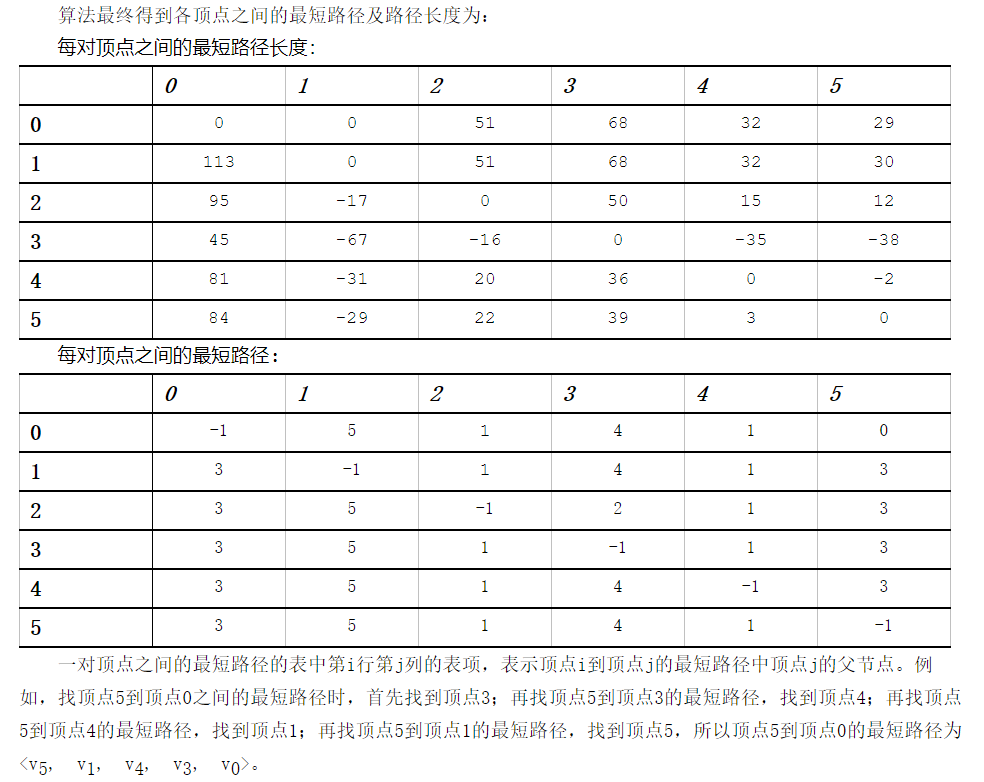 算法最终得到各顶点之间的最短路径及路径长度为：
每对顶点之间的最短路径长度：
0 1 2 3 4 5
0 0 0 51 68 32 29
1 113 0 51 68 32 30
2 95 -17 0 50 15 12
3 45 -67 -16 0 -35 -38
4 81 -31 20 36 0 -2
5 84 -29 22 39 3 0
每对顶点之间的最短路径：
0 1 2 3 4 5
0 -1 5 1 4 1 0
1 3 -1 1 4 1 3
2 3 5 -1 2 1 3
3 3 5 1 -1 1 3
4 3 5 1 4 -1 3
5 3 5 1 4 1 -1
一对顶点之间的最短路径的表中第i行第j列的表项，表示顶点i到顶点j的最短路径中顶点j的父节点。例
如，找顶点5到顶点0之间的最短路径时，首先找到顶点3；再找顶点5到顶点3的最短路径，找到顶点4；再找顶点
5到顶点4的最短路径，找到顶点1；再找顶点5到顶点1的最短路径，找到顶点5，所以顶点5到顶点0的最短路径为
<v5, v1, v4, v3, v0>。